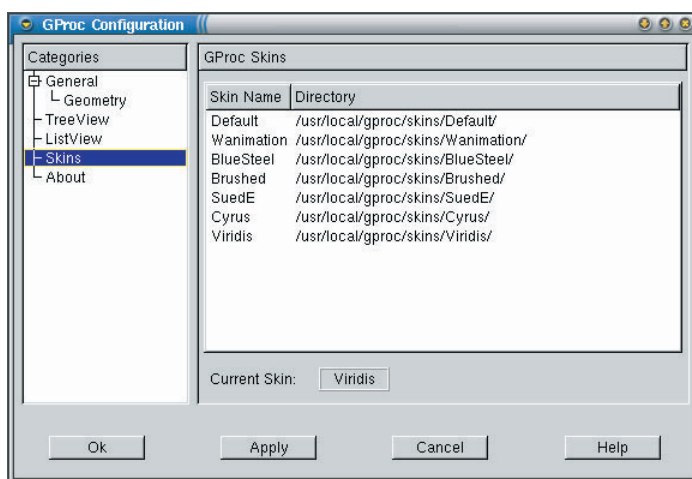 GProc Configuration
Categories
General
Geometry
TreeView
ListView
Skins
About
GProc Skins
Skin Name Directory
Default /usr/local/gproc/skins/Default/
Wanimation /usr/local/gproc/skins/Wanimation/
BlueSteel /usr/local/gproc/skins/BlueSteel/
Brushed /usr/local/gproc/skins/Brushed/
SuedE /usr/local/gproc/skins/SuedE/
Cyrus /usr/local/gproc/skins/Cyrus/
Viridis /usr/local/gproc/skins/Viridis/
Current Skin: Viridis
Ok Apply Cancel Help